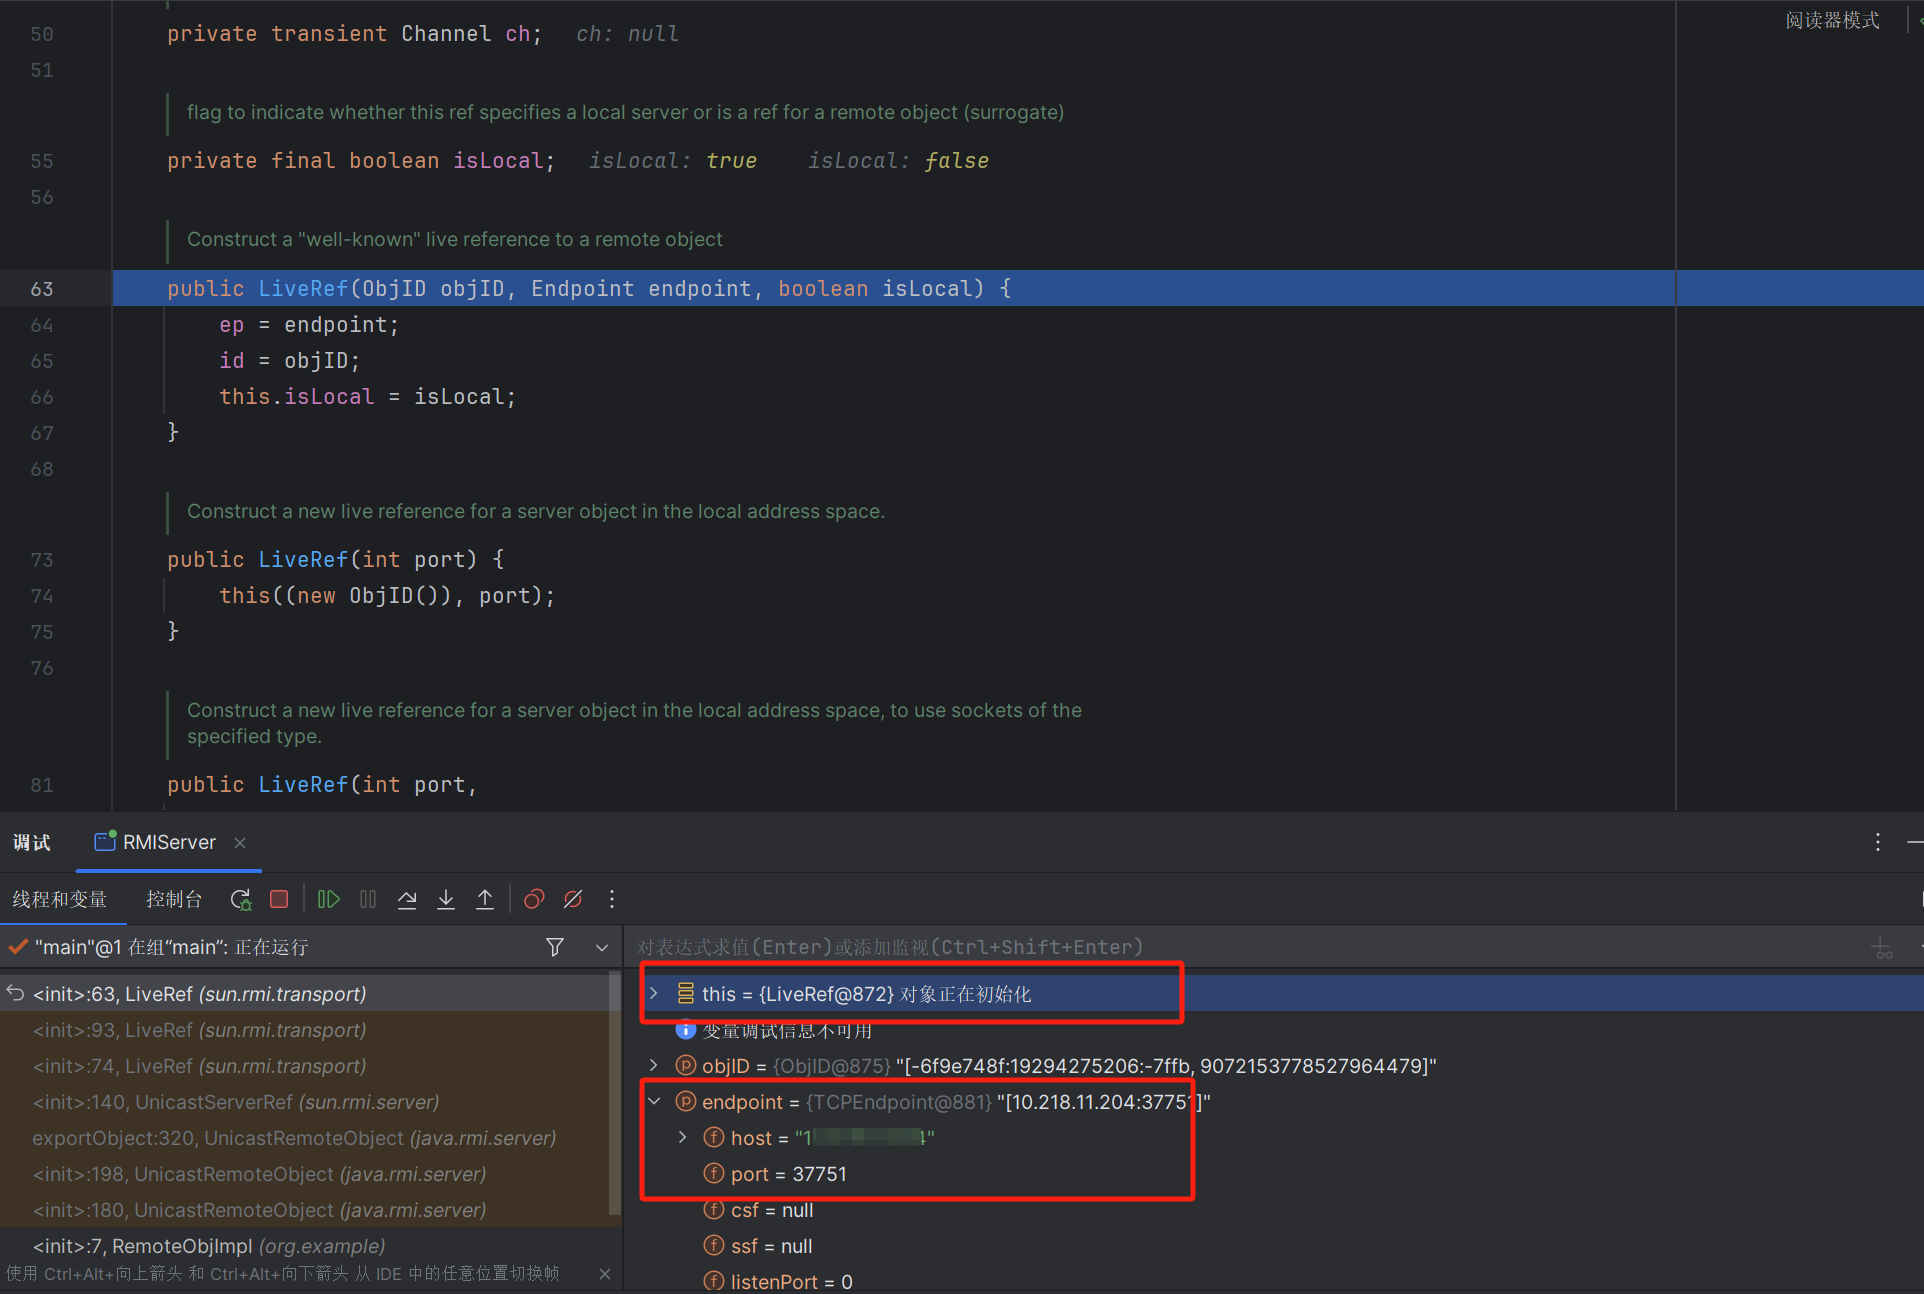 阅读器模式
50 private transient Channel ch; ch: null
51
flag to indicate whether this ref specifies a local server or is a ref for a remote object (surrogate)
55 private final boolean isLocal; isLocal: true isLocal: false
56
Construct a "well-known" live reference to a remote object
63 public LiveRef(ObjID objID, Endpoint endpoint, boolean isLocal) {
64 ep = endpoint;
65 id = objID;
66 this.isLocal = isLocal;
67 }
68
Construct a new live reference for a server object in the local address space.
73 public LiveRef(int port) {
74 this((new ObjID()), port);
75 }
76
Construct a new live reference for a server object in the local address space, to use sockets of the
specified type.
81 public LiveRef(int port,
调试 RMIServer
线程和变量 控制台
"main"@1 在组“main”: 正在运行
<init>:63, LiveRef (sun.rmi.transport)
<init>:93, LiveRef (sun.rmi.transport)
<init>:74, LiveRef (sun.rmi.transport)
<init>:140, UnicastServerRef (sun.rmi.server)
exportObject:320, UnicastRemoteObject (java.rmi.server)
<init>:198, UnicastRemoteObject (java.rmi.server)
<init>:180, UnicastRemoteObject (java.rmi.server)
<init>:7, RemoteObjImpl (org.example)
使用 Ctrl+Alt+向上箭头 和 Ctrl+Alt+向下箭头 从 IDE 中的任意位置切换帧
对表达式求值(Enter)或添加监视(Ctrl+Shift+Enter)
this = {LiveRef@872} 对象正在初始化
变量调试信息不可用
objID = {ObjID@875} "[-6f9e748f:19294275206:-7ffb, 9072153778527964479]"
endpoint = {TCPEndpoint@881} "[10.218.11.204:37751]"
host =
port = 37751
csf = null
ssf = null
listenPort = 0